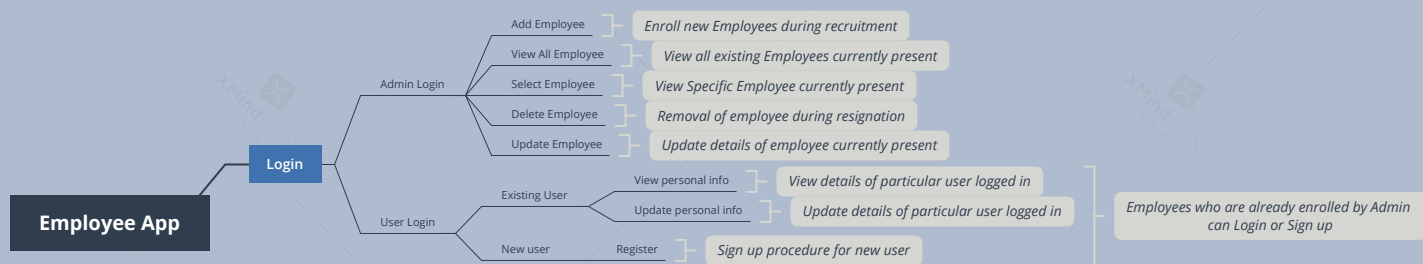 Add Employee
Enroll new Employees during recruitment
View All Employee
View all existing Employees currently present
Admin Login
Select Employee
View Specific Employee currently present
Delete Employee
Removal of employee during resignation
Update Employee
Update details of employee currently present
Login
Employee App
User Login
Existing User
View personal info
View details of particular user logged in
Update personal info
Update details of particular user logged in
New user
Register
Sign up procedure for new user
Employees who are already enrolled by Admin
can Login or Sign up